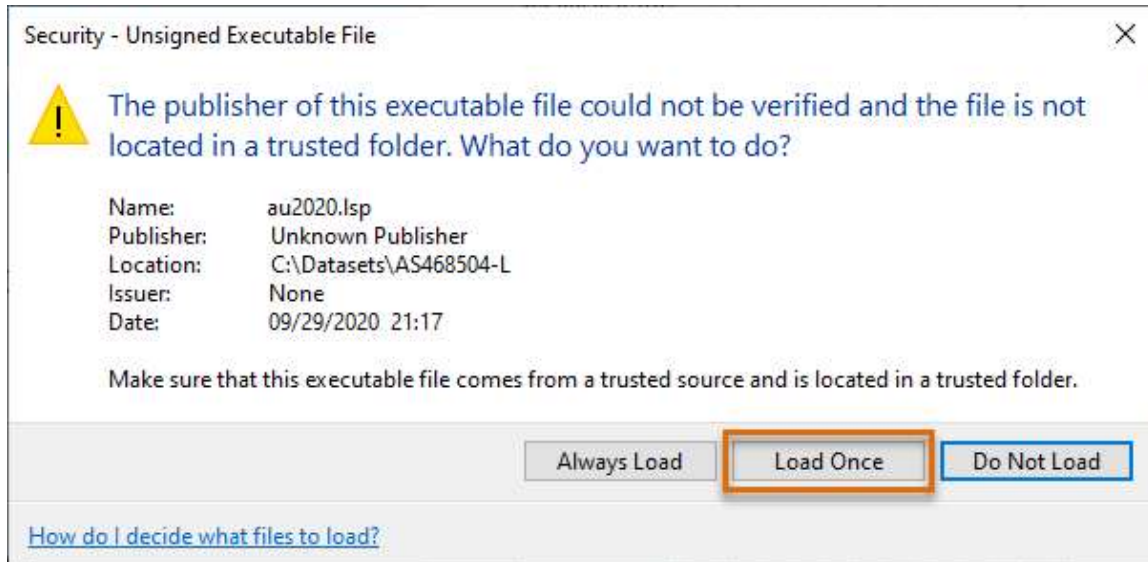 Security - Unsigned Executable File
The publisher of this executable file could not be verified and the file is not
located in a trusted folder. What do you want to do?
Name: au2020.lsp
Publisher: Unknown Publisher
Location: C:\Datasets\AS468504-L
Issuer: None
Date: 09/29/2020 21:17
Make sure that this executable file comes from a trusted source and is located in a trusted folder.
Always Load Load Once Do Not Load
How do I decide what files to load?